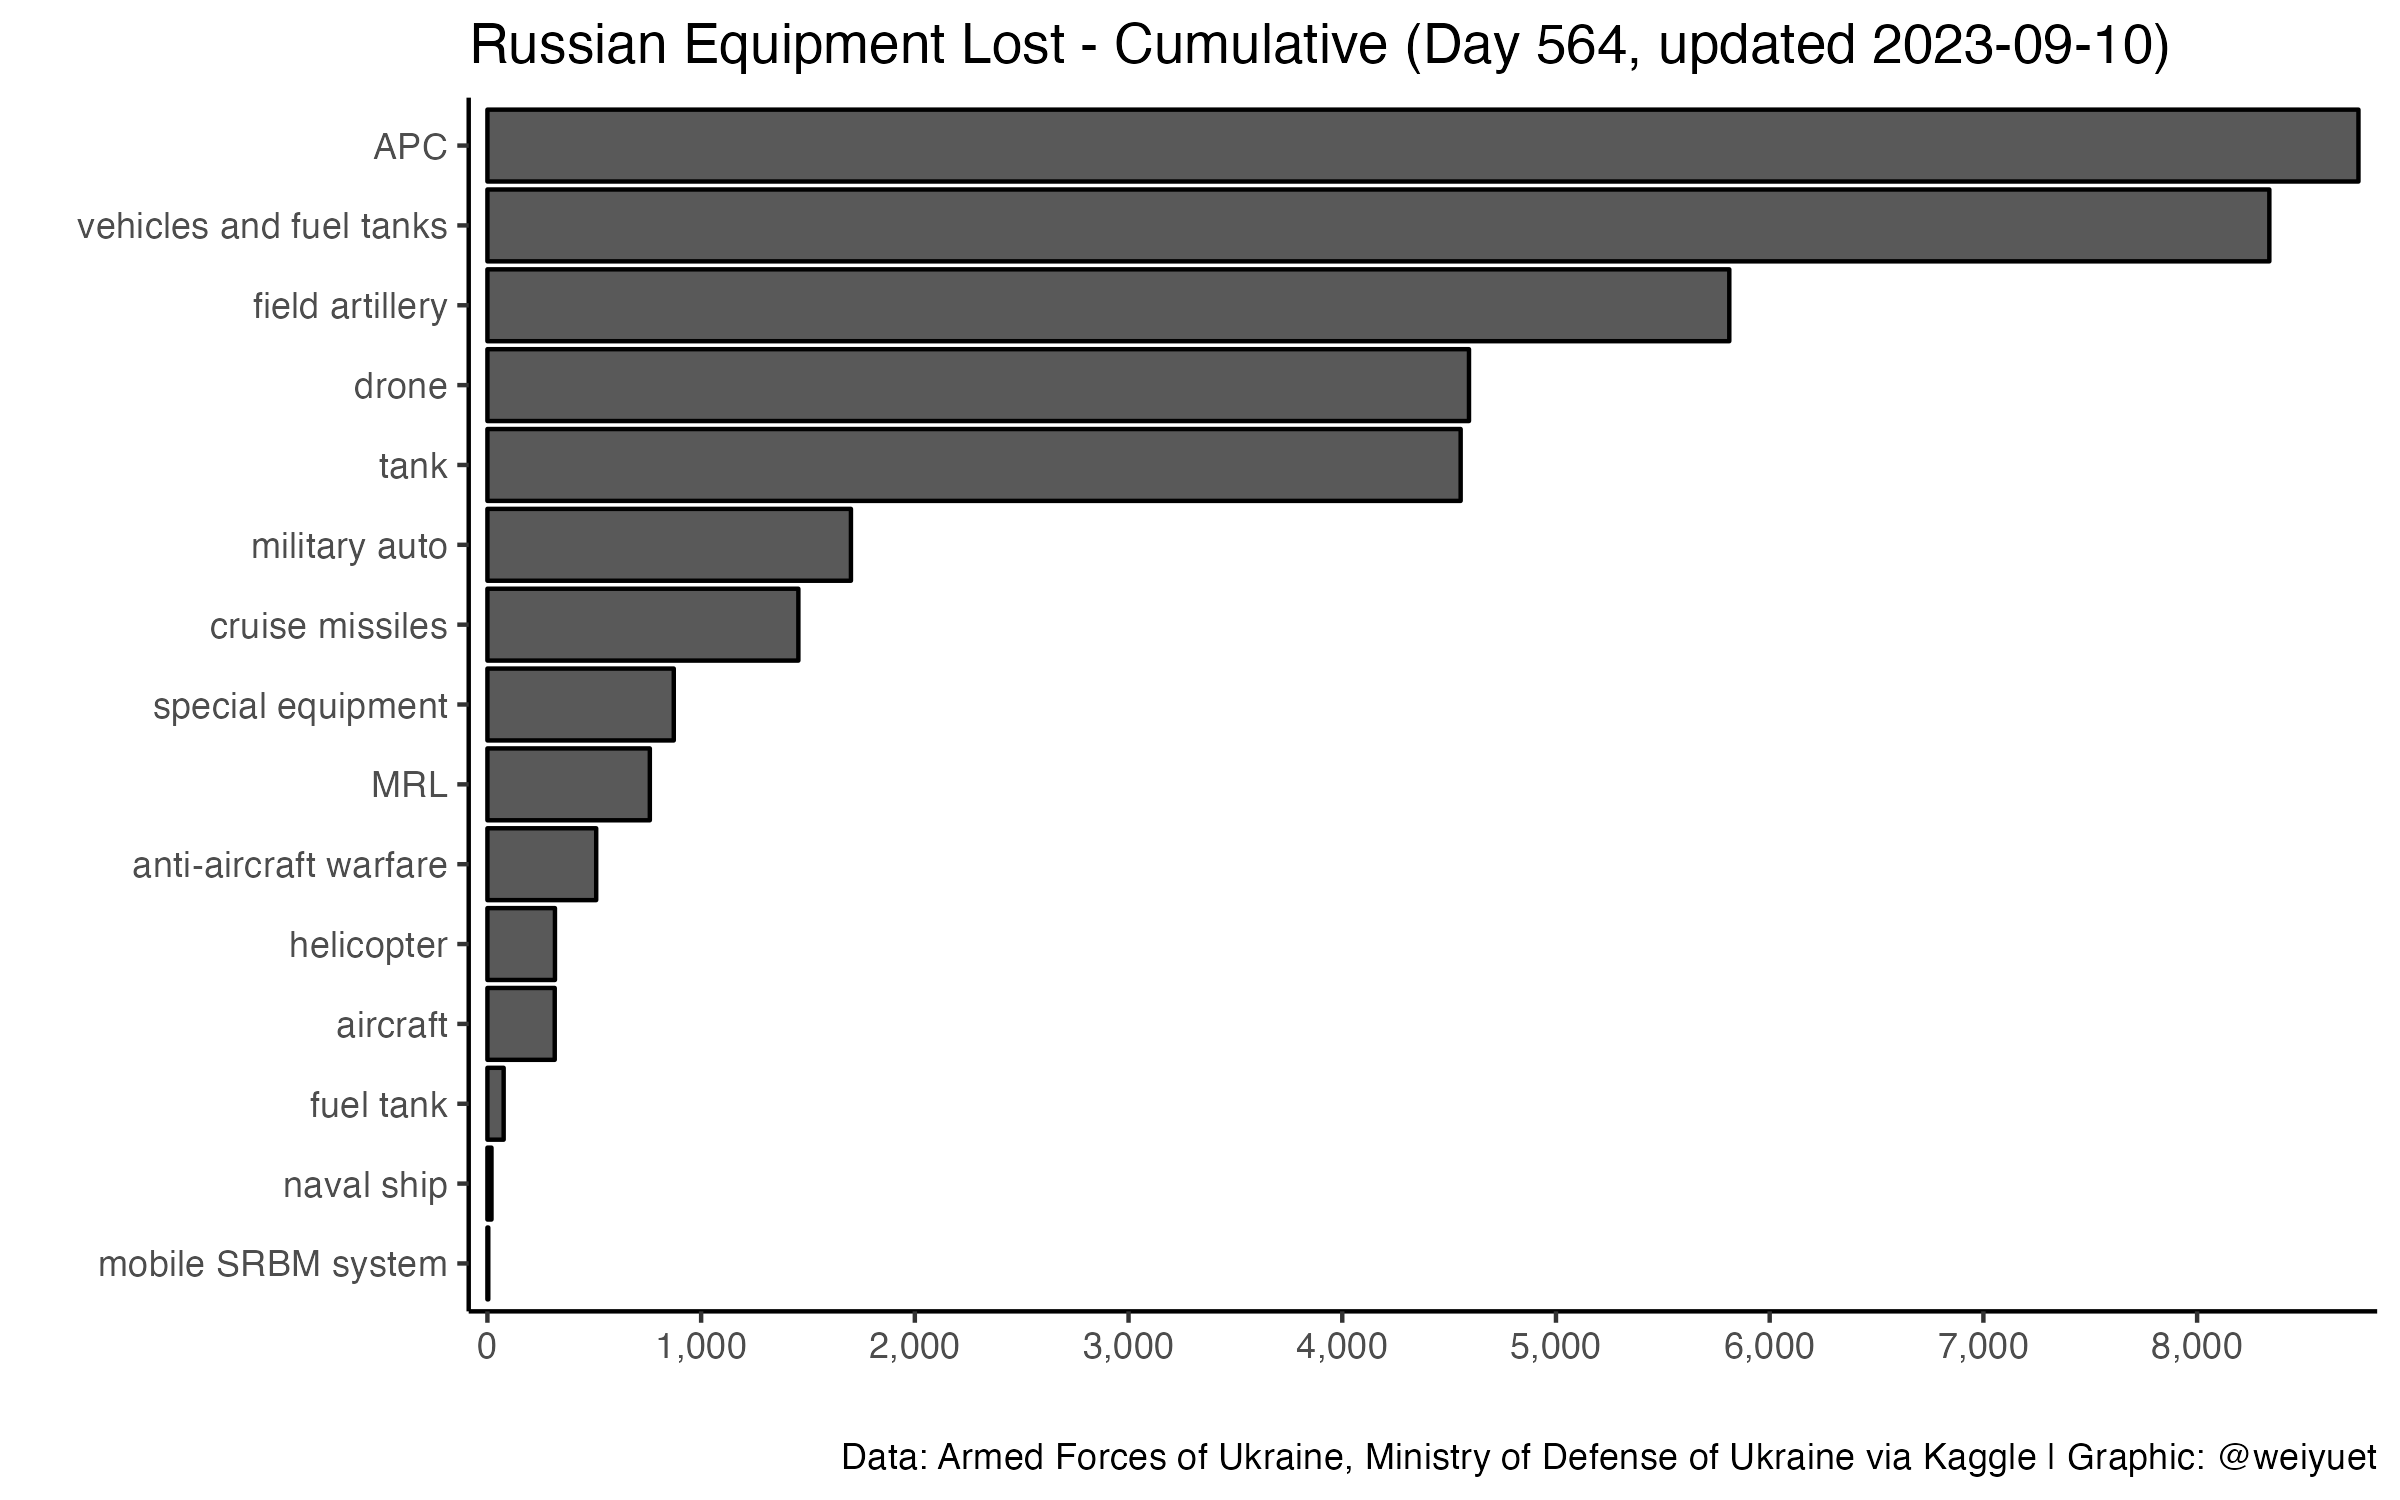 Russian Equipment Lost - Cumulative (Day 564, updated 2023-09-10)
APC
vehicles and fuel tanks
field artillery
drone
tank
military auto
cruise missiles
special equipment
MRL
anti-aircraft warfare
helicopter
aircraft
fuel tank
naval ship
mobile SRBM system
0 1,000 2,000 3,000 4,000 5,000 6,000 7,000 8,000
Data: Armed Forces of Ukraine, Ministry of Defense of Ukraine via Kaggle | Graphic: @weiyuet